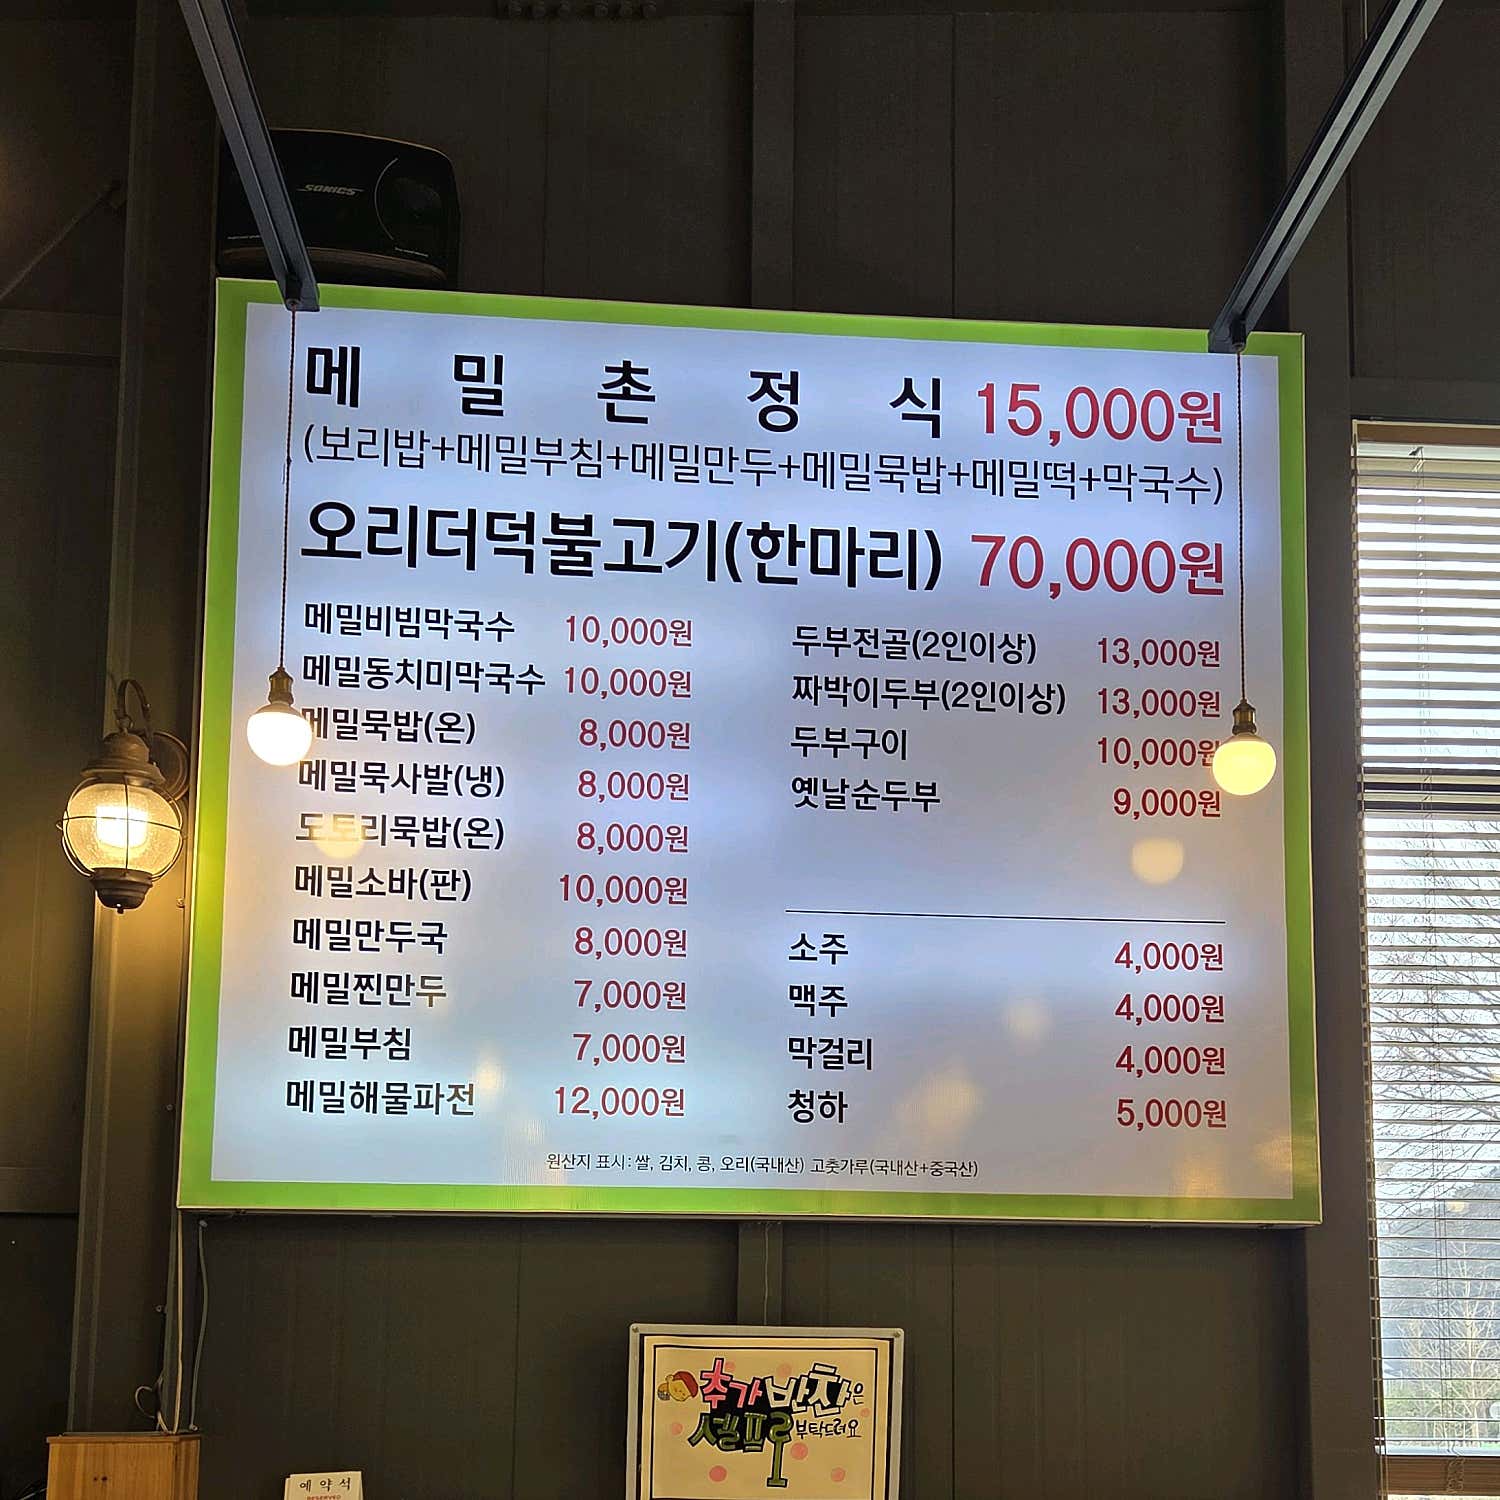 SONICS
메밀촌정식 15,000원
(보리밥+메밀부침+메밀만두+메밀묵밥+메밀떡+막국수)
오리더덕불고기(한마리) 70,000원
메밀비빔막국수 10,000원
메밀동치미막국수 10,000원
메밀묵밥(온) 8,000원
메밀묵사발(냉) 8,000원
도토리묵밥(온) 8,000원
메밀소바(판) 10,000원
메밀만두국 8,000원
메밀찐만두 7,000원
메밀부침 7,000원
메밀해물파전 12,000원
두부전골(2인이상) 13,000원
짜박이두부(2인이상) 13,000원
두부구이 10,000원
옛날순두부 9,000원
소주 4,000원
맥주 4,000원
막걸리 4,000원
청하 5,000원
원산지 표시: 쌀, 김치, 콩, 오리(국내산) 고춧가루(국내산+중국산)
추가반찬은
셀프로 부탁드려요
예약석
RESERVED